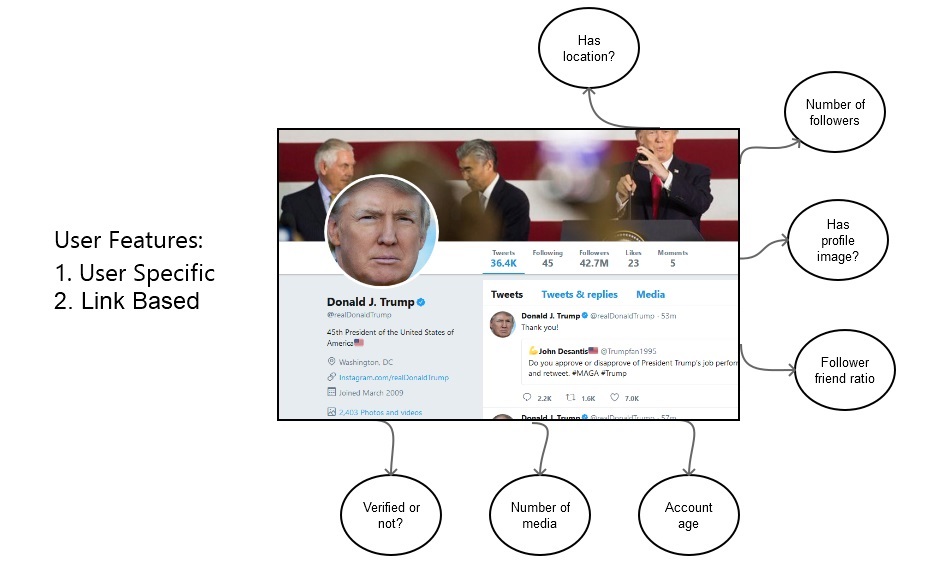 Has
location?
Number of
followers
Has
profile
image?
Follower
friend ratio
User Features:
1. User Specific
2. Link Based
Tweets Following Followers Likes Moments
36.4K 45 42.7M 23 5
Donald J. Trump
@realDonaldTrump
45th President of the United States of
America🇺🇸
Washington, DC
Instagram.com/realDonaldTrump
Joined March 2009
2,403 Photos and videos
Tweets Tweets & replies Media
Donald J. Trump @realDonaldTrump · 53m
Thank you!
💪John Desantis🇺🇸 @Trumpfan1995
Do you approve or disapprove of President Trump's job perfor
and retweet. #MAGA #Trump
2.2K 1.6K 7.0K
Donald J. Trump @realDonaldTrump · 57m
Verified or
not?
Number of
media
Account
age